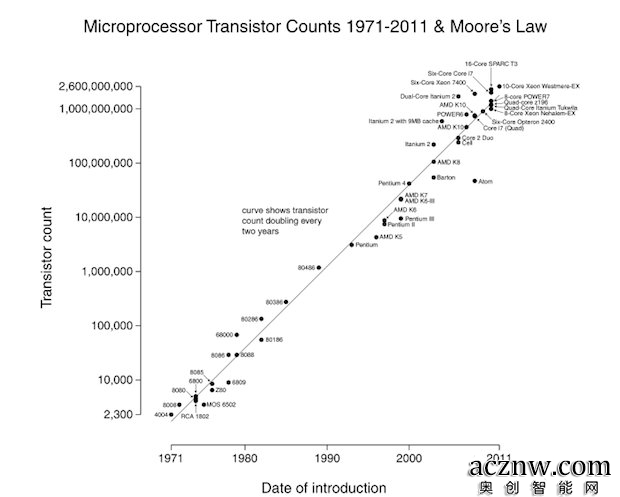 Microprocessor Transistor Counts 1971-2011 & Moore's Law
16-Core SPARC T3
Six-Core Core i7
Six-Core Xeon 7400
10-Core Xeon Westmere-EX
Dual-Core Itanium 2
8-core POWER7
Quad-core z196
AMD K10
Quad-Core Itanium Tukwila
8-Core Xeon Nehalem-EX
POWER6
Itanium 2 with 9MB cache
Six-Core Opteron 2400
AMD K10
Core i7 (Quad)
Core 2 Duo
Itanium 2
Cell
AMD K8
Pentium 4
Barton
Atom
AMD K7
AMD K6-III
AMD K6
Pentium III
Pentium II
AMD K5
Pentium
curve shows transistor
count doubling every
two years
80486
80386
80286
68000
80186
8086
8088
8085
6800
6809
8080
Z80
8008
MOS 6502
4004
RCA 1802
2,600,000,000
1,000,000,000
100,000,000
10,000,000
1,000,000
100,000
10,000
2,300
Transistor count
1971
1980
1990
2000
2011
Date of introduction
acznw.com
奥创智能网